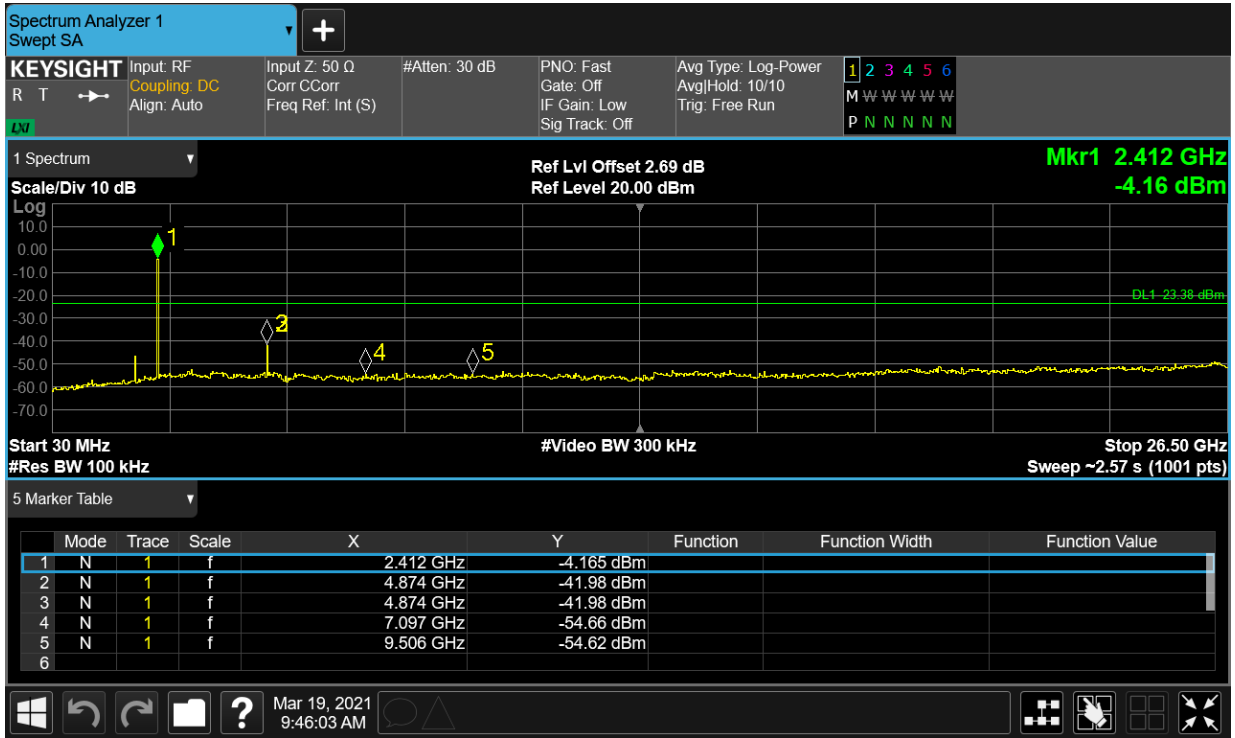 Spectrum Analyzer 1
Swept SA
KEYSIGHT
R T
LXI
Input: RF
Coupling: DC
Align: Auto
Input Z: 50 Ω
Corr CCorr
Freq Ref: Int (S)
#Atten: 30 dB
PNO: Fast
Gate: Off
IF Gain: Low
Sig Track: Off
Avg Type: Log-Power
Avg|Hold: 10/10
Trig: Free Run
1 2 3 4 5 6
M W W W W W
P N N N N N
1 Spectrum
Scale/Div 10 dB
Ref Lvl Offset 2.69 dB
Ref Level 20.00 dBm
Mkr1 2.412 GHz
-4.16 dBm
Log
10.0
0.00
-10.0
-20.0
-30.0
-40.0
-50.0
-60.0
-70.0
1
3
4
5
DL1 -23.38 dBm
Start 30 MHz
#Res BW 100 kHz
#Video BW 300 kHz
Stop 26.50 GHz
Sweep ~2.57 s (1001 pts)
5 Marker Table
Mode Trace Scale X Y Function Function Width Function Value
1 N 1 f 2.412 GHz -4.165 dBm
2 N 1 f 4.874 GHz -41.98 dBm
3 N 1 f 4.874 GHz -41.98 dBm
4 N 1 f 7.097 GHz -54.66 dBm
5 N 1 f 9.506 GHz -54.62 dBm
6
?
Mar 19, 2021
9:46:03 AM